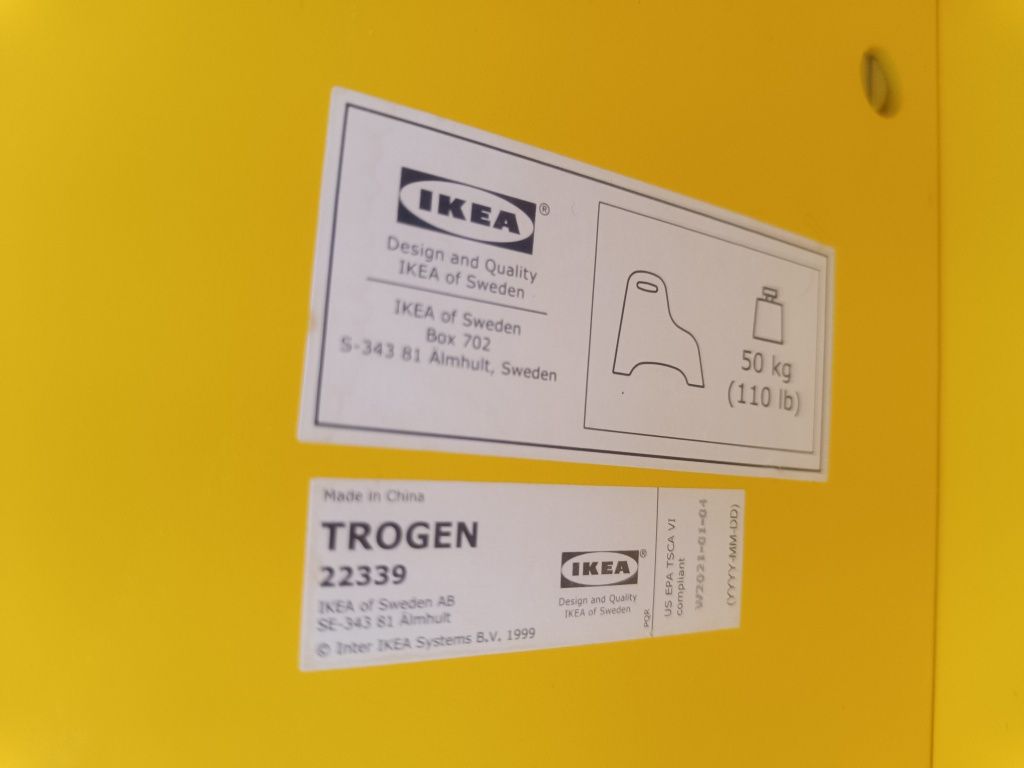 IKEA®
Design and Quality
IKEA of Sweden
IKEA of Sweden
Box 702
S-343 81 Älmhult, Sweden
50 kg
(110 lb)
Made in China
TROGEN
22339
IKEA of Sweden AB
SE-343 81 Älmhult
© Inter IKEA Systems B.V. 1999
IKEA®
Design and Quality
IKEA of Sweden
PQR
US EPA TSCA VI
compliant
W2021-01-04
(YYYY-MM-DD)